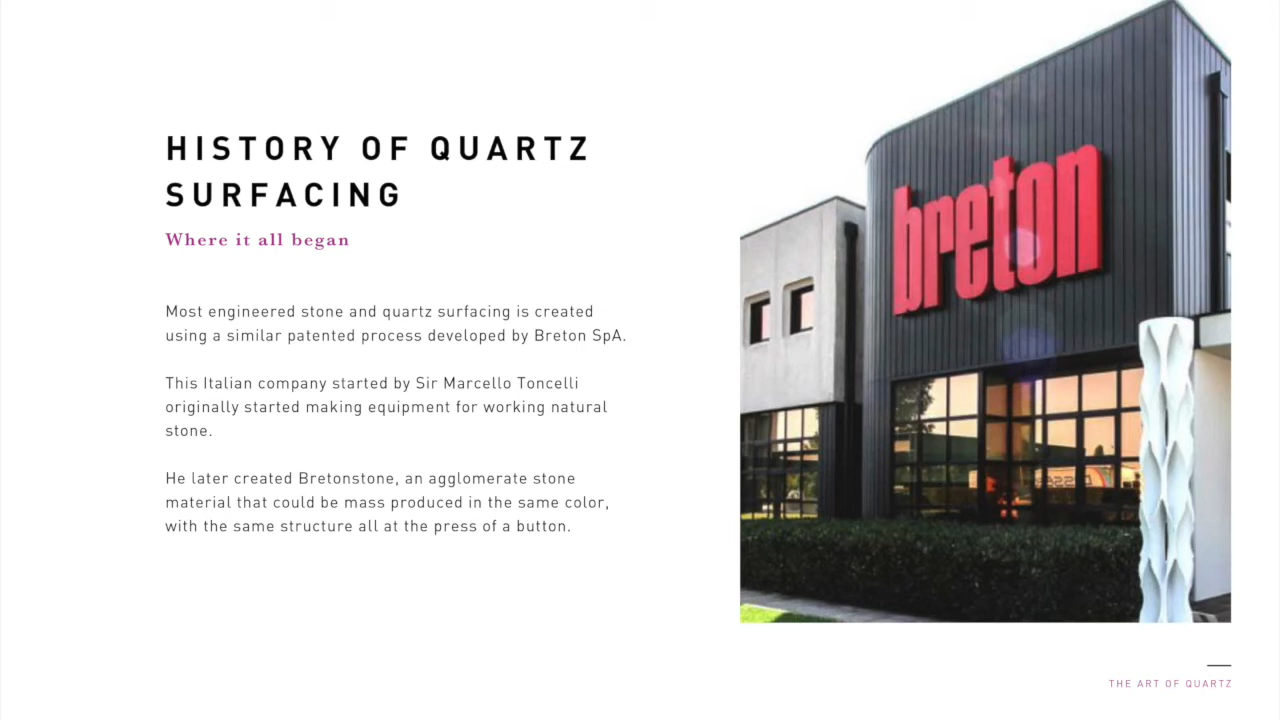 HISTORY OF QUARTZ
SURFACING
Where it all began
Most engineered stone and quartz surfacing is created
using a similar patented process developed by Breton SpA.
This Italian company started by Sir Marcello Toncelli
originally started making equipment for working natural
stone.
He later created Bretonstone, an agglomerate stone
material that could be mass produced in the same color,
with the same structure all at the press of a button.
breton
THE ART OF QUARTZ